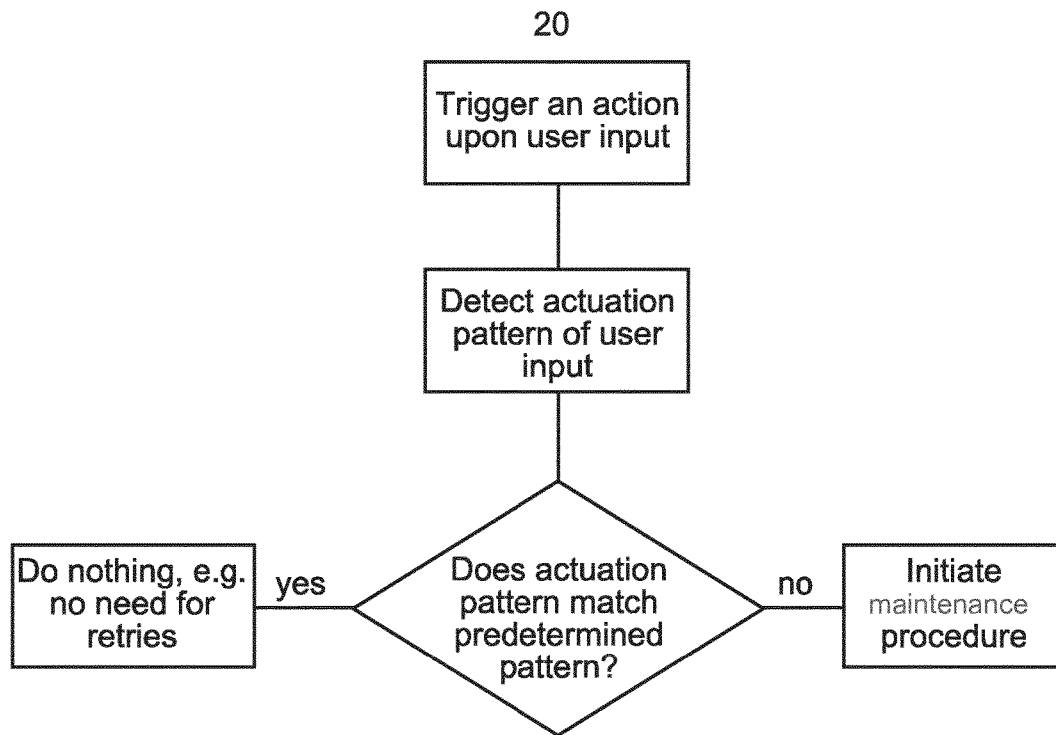 20
Trigger an action
upon user input
Detect actuation
pattern of user
input
Do nothing, e.g.
no need for
retries
yes
Does actuation
pattern match
predetermined
pattern?
no
Initiate
maintenance
procedure